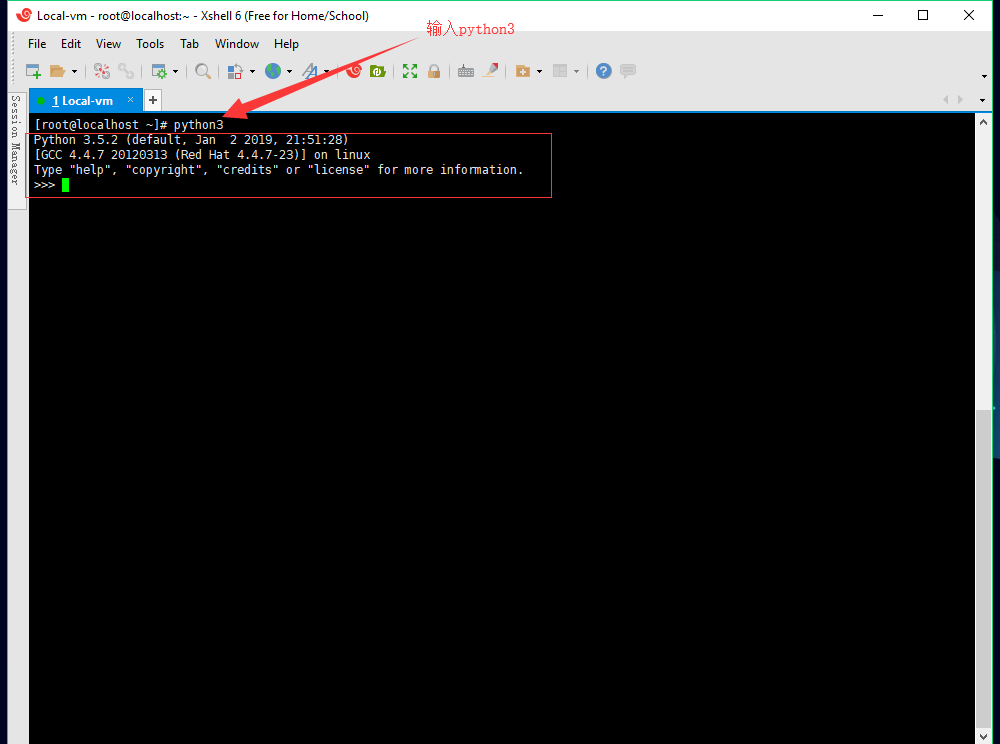 Local-vm - root@localhost:~ - Xshell 6 (Free for Home/School)
输入python3
File Edit View Tools Tab Window Help
1 Local-vm × +
Session Manager
[root@localhost ~]# python3
Python 3.5.2 (default, Jan  2 2019, 21:51:28)
[GCC 4.4.7 20120313 (Red Hat 4.4.7-23)] on linux
Type "help", "copyright", "credits" or "license" for more information.
>>>